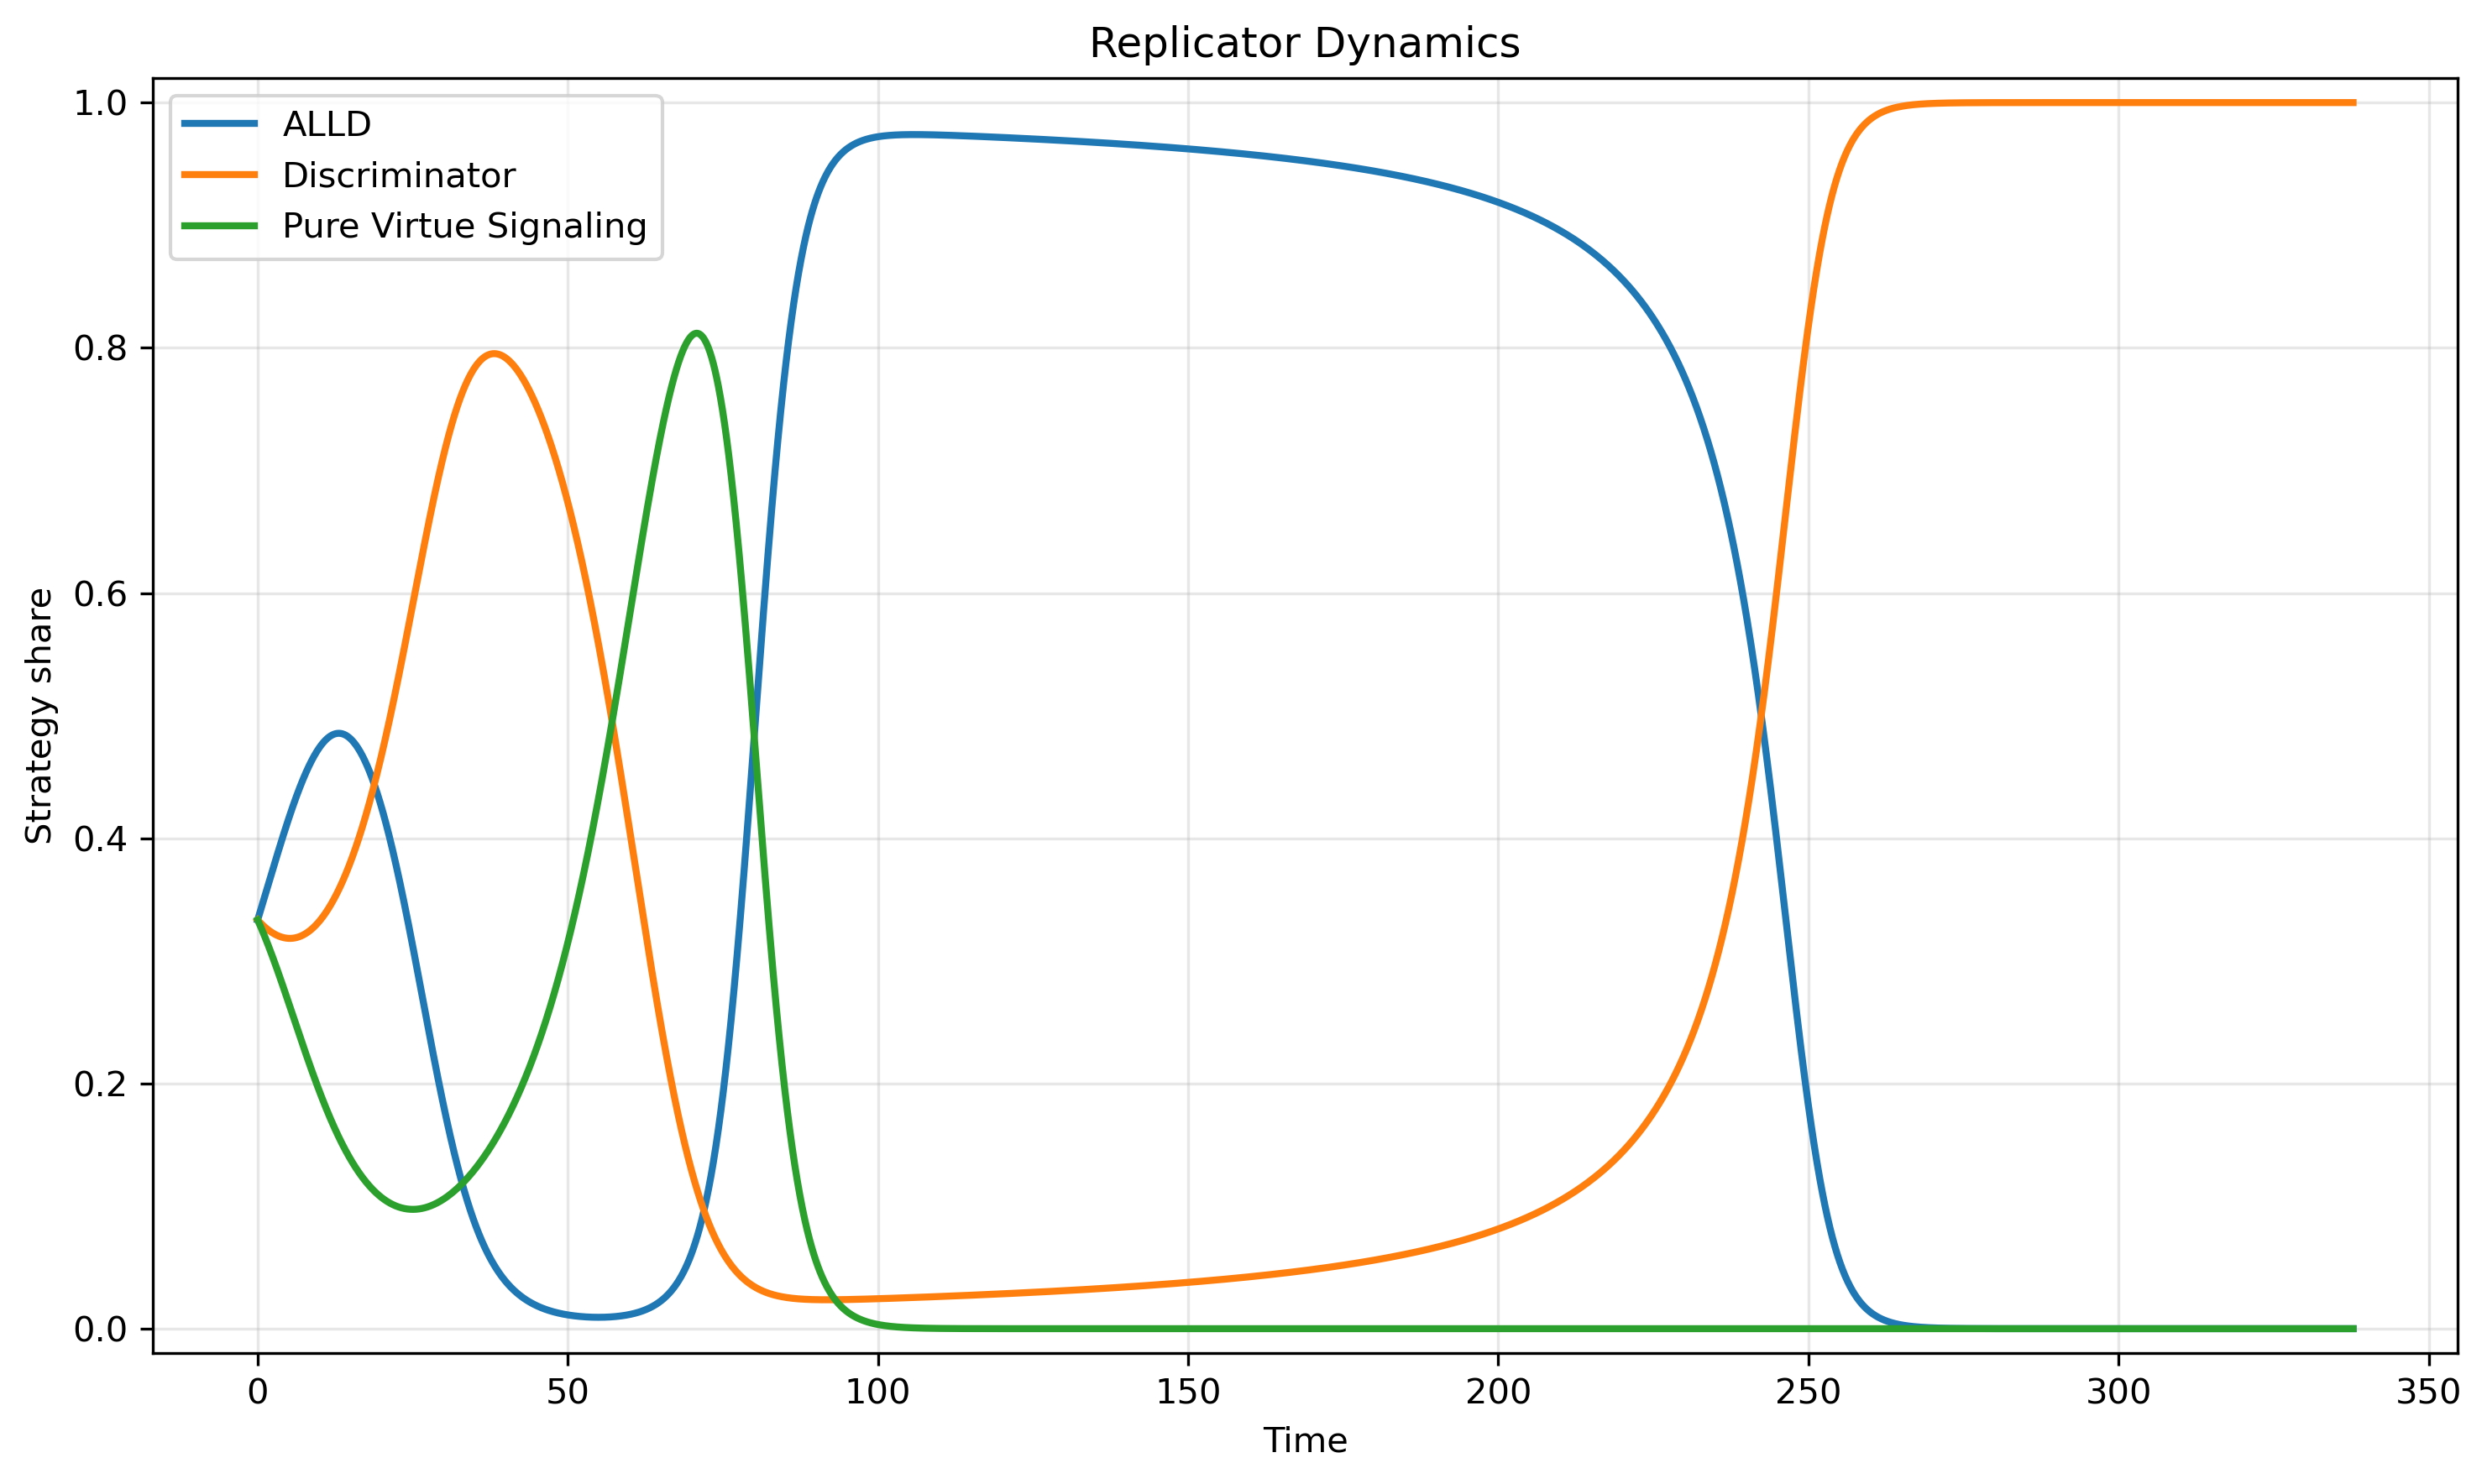 Replicator Dynamics
ALLD
Discriminator
Pure Virtue Signaling
Strategy share
1.0
0.8
0.6
0.4
0.2
0.0
0 50 100 150 200 250 300 350
Time